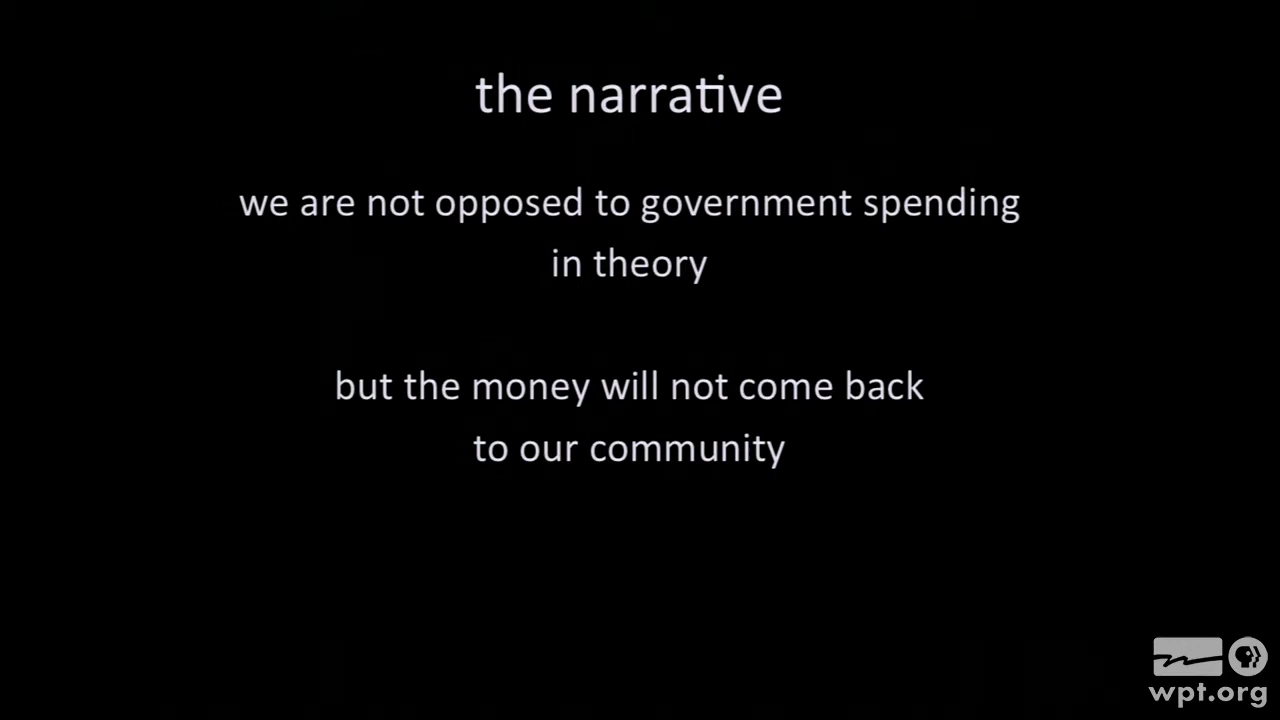 the narrative
we are not opposed to government spending
in theory
but the money will not come back
to our community
wpt.org